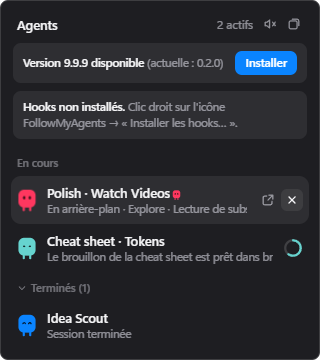 Agents
2 actifs
Version 9.9.9 disponible (actuelle : 0.2.0)
Installer
Hooks non installés. Clic droit sur l'icône
FollowMyAgents → « Installer les hooks... ».
En cours
Polish · Watch Videos
En arrière-plan · Explore · Lecture de sub
Cheat sheet · Tokens
Le brouillon de la cheat sheet est prêt dans br
Terminés (1)
Idea Scout
Session terminée